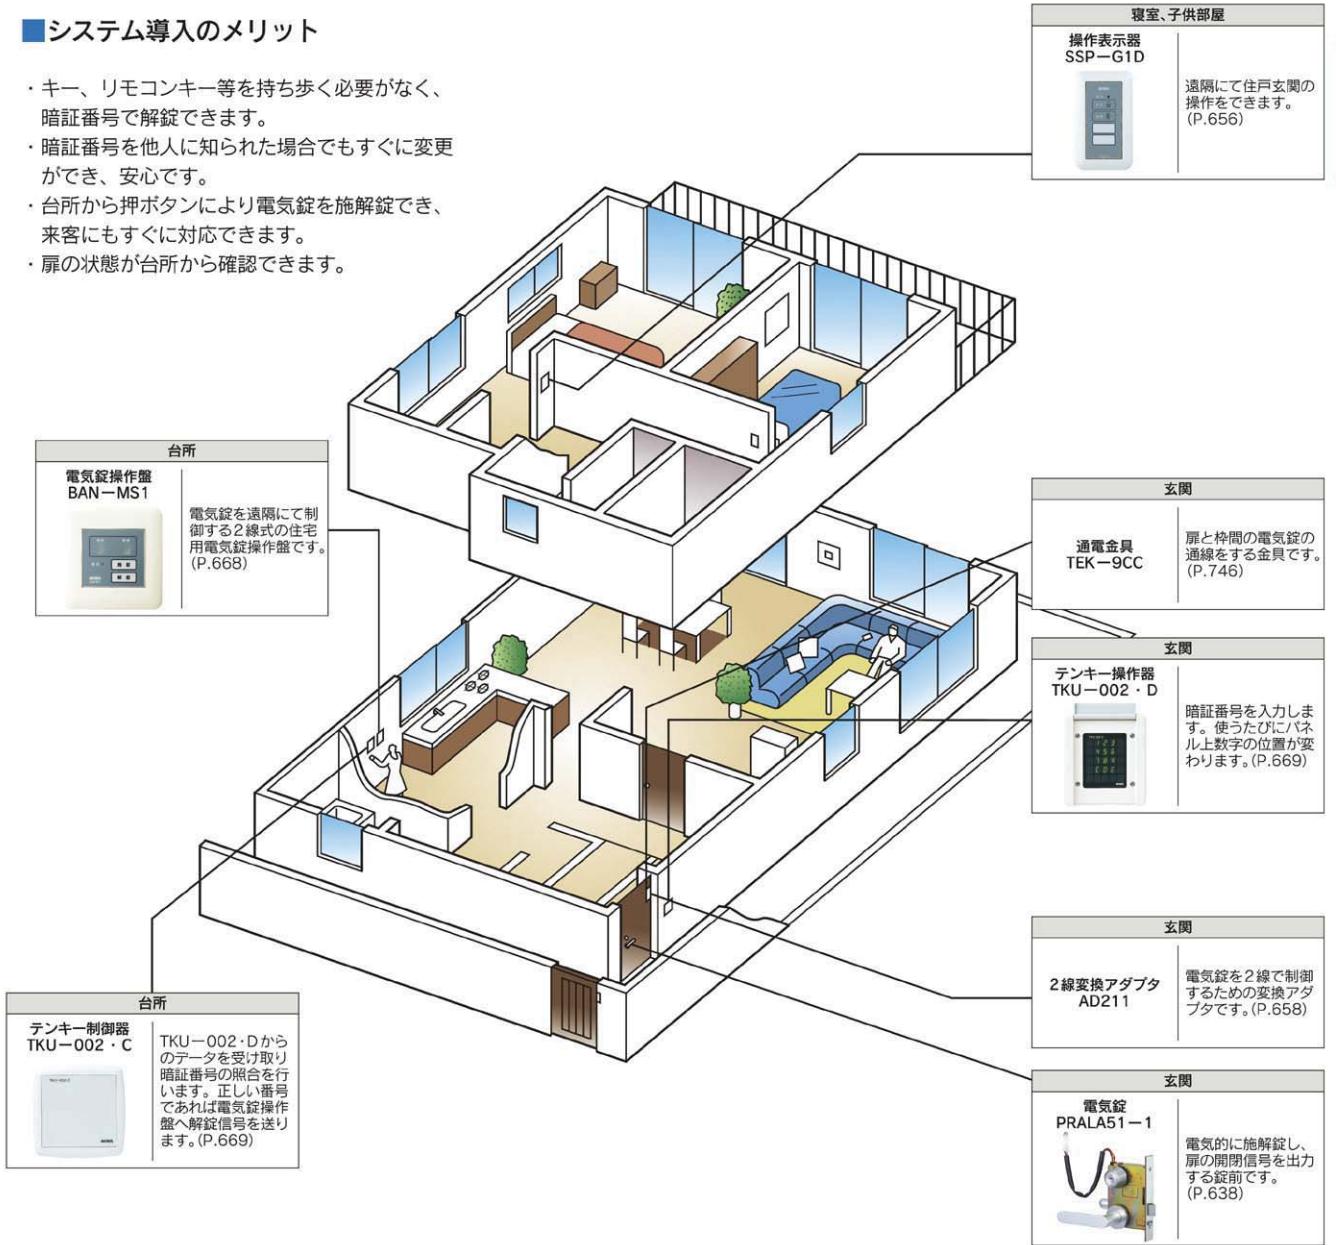 ■システム導入のメリット
・キー、リモコンキー等を持ち歩く必要がなく、
暗証番号で解錠できます。
・暗証番号を他人に知られた場合でもすぐに変更
ができ、安心です。
・台所から押ボタンにより電気錠を施解錠でき、
来客にもすぐに対応できます。
・扉の状態が台所から確認できます。
寝室、子供部屋
操作表示器
SSP－G1D
遠隔にて住戸玄関の
操作をできます。
(P.656)
台所
電気錠操作盤
BAN－MS1
電気錠を遠隔にて制
御する2線式の住宅
用電気錠操作盤です。
(P.668)
玄関
通電金具
TEK－9CC
扉と枠間の電気錠の
通線をする金具です。
(P.746)
玄関
テンキー操作器
TKU－002・D
暗証番号を入力しま
す。使うたびにパネ
ル上数字の位置が変
わります。(P.669)
玄関
2線変換アダプタ
AD211
電気錠を2線で制御
するための変換アダ
プタです。(P.658)
台所
テンキー制御器
TKU－002・C
TKU－002・Dから
のデータを受け取り
暗証番号の照合を行
います。正しい番号
であれば電気錠操作
盤へ解錠信号を送り
ます。(P.669)
玄関
電気錠
PRALA51－1
電気的に施解錠し、
扉の開閉信号を出力
する錠前です。
(P.638)